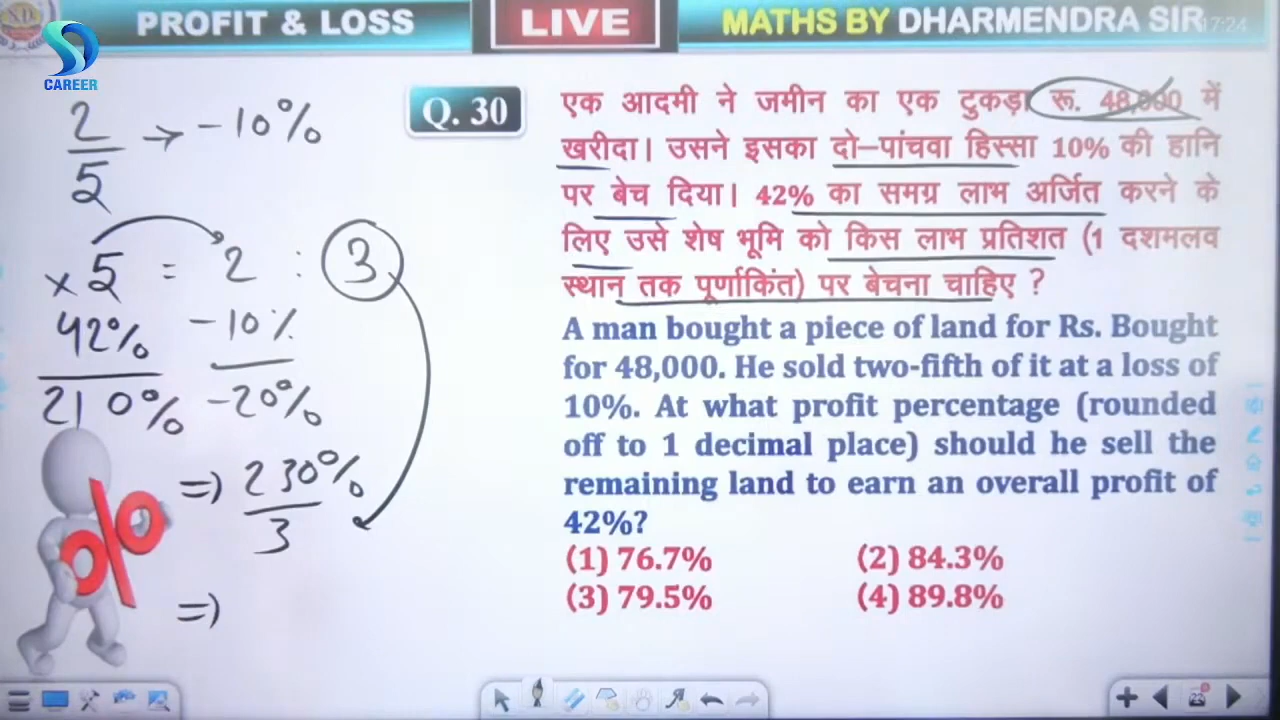 PROFIT & LOSS
LIVE
MATHS BY DHARMENDRA SIR
17:24
CAREER
2/5 → -10%
Q. 30
एक आदमी ने जमीन का एक टुकड़ा रू. 48,000 में
खरीदा। उसने इसका दो–पांचवा हिस्सा 10% की हानि
पर बेच दिया। 42% का समग्र लाभ अर्जित करने के
लिए उसे शेष भूमि को किस लाभ प्रतिशत (1 दशमलव
स्थान तक पूर्णाकिंत) पर बेचना चाहिए ?
× 5 = 2 : 3
42% -10%
210% -20%
⇒ 230%/3
⇒
A man bought a piece of land for Rs. Bought
for 48,000. He sold two-fifth of it at a loss of
10%. At what profit percentage (rounded
off to 1 decimal place) should he sell the
remaining land to earn an overall profit of
42%?
(1) 76.7% (2) 84.3%
(3) 79.5% (4) 89.8%
%
23